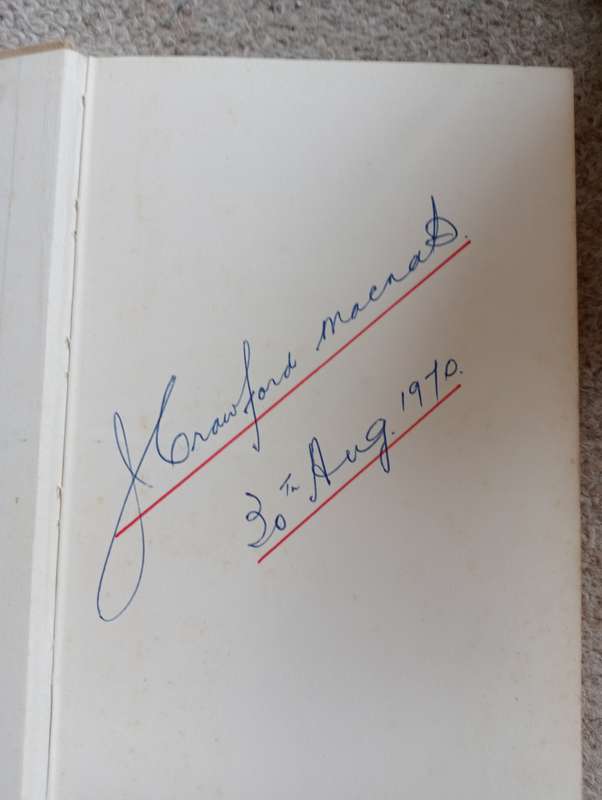 J Crawford Macnab.
30th Aug. 1970.